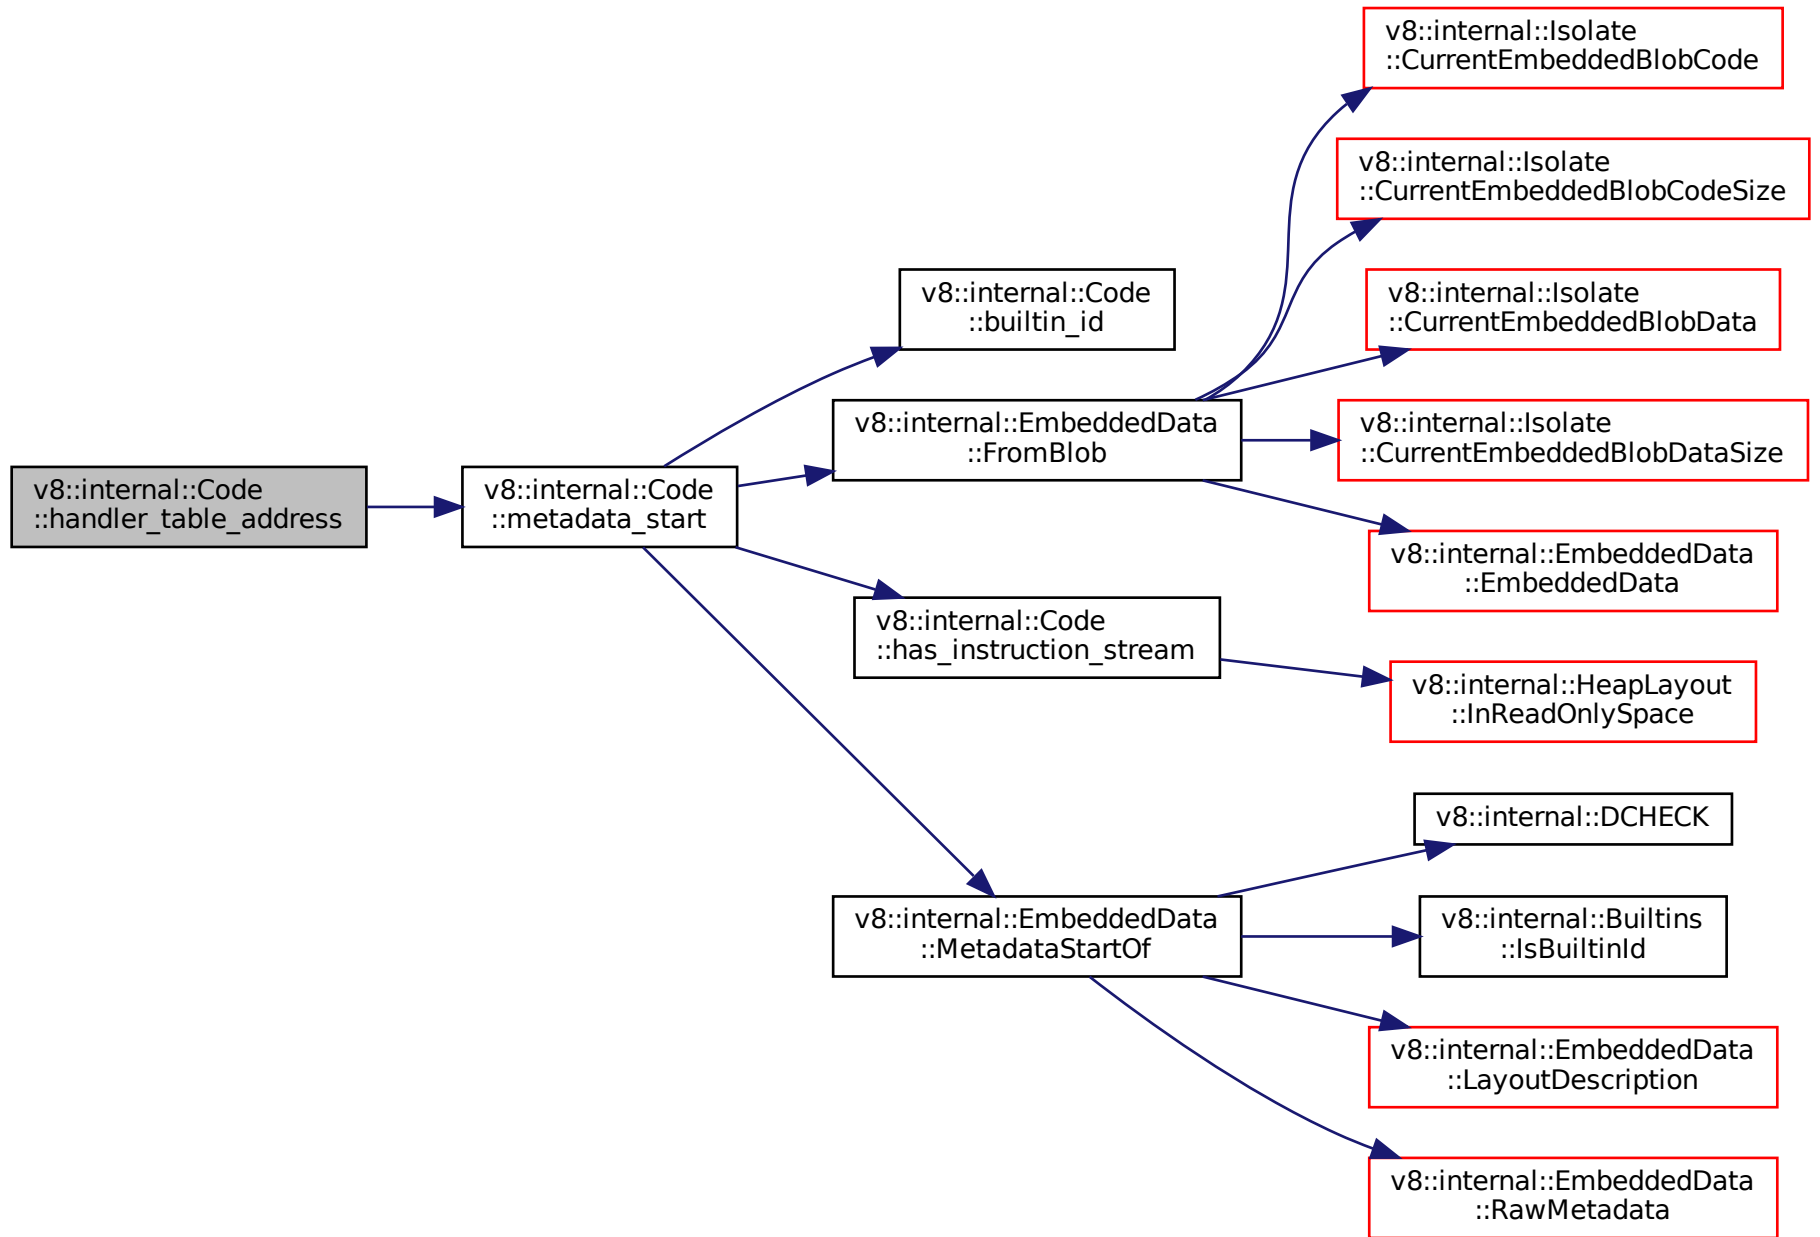 v8::internal::Code
::handler_table_address
v8::internal::Code
::metadata_start
v8::internal::Code
::builtin_id
v8::internal::EmbeddedData
::FromBlob
v8::internal::Code
::has_instruction_stream
v8::internal::EmbeddedData
::MetadataStartOf
v8::internal::Isolate
::CurrentEmbeddedBlobCode
v8::internal::Isolate
::CurrentEmbeddedBlobCodeSize
v8::internal::Isolate
::CurrentEmbeddedBlobData
v8::internal::Isolate
::CurrentEmbeddedBlobDataSize
v8::internal::EmbeddedData
::EmbeddedData
v8::internal::HeapLayout
::InReadOnlySpace
v8::internal::DCHECK
v8::internal::Builtins
::IsBuiltinId
v8::internal::EmbeddedData
::LayoutDescription
v8::internal::EmbeddedData
::RawMetadata